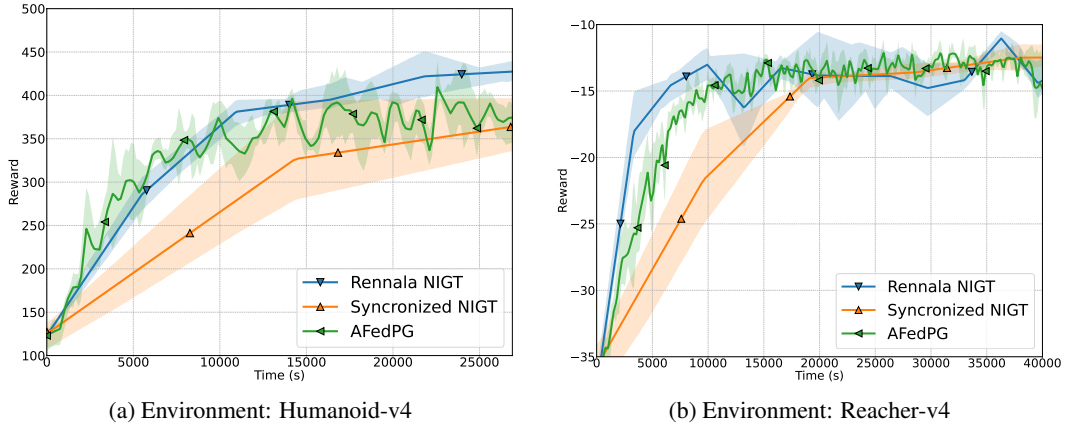 500
450
400
350
300
250
200
150
100
Reward
0 5000 10000 15000 20000 25000
Time (s)
Rennala NIGT
Syncronized NIGT
AFedPG
(a) Environment: Humanoid-v4
−10
−15
−20
−25
−30
−35
Reward
0 5000 10000 15000 20000 25000 30000 35000 40000
Time (s)
Rennala NIGT
Syncronized NIGT
AFedPG
(b) Environment: Reacher-v4